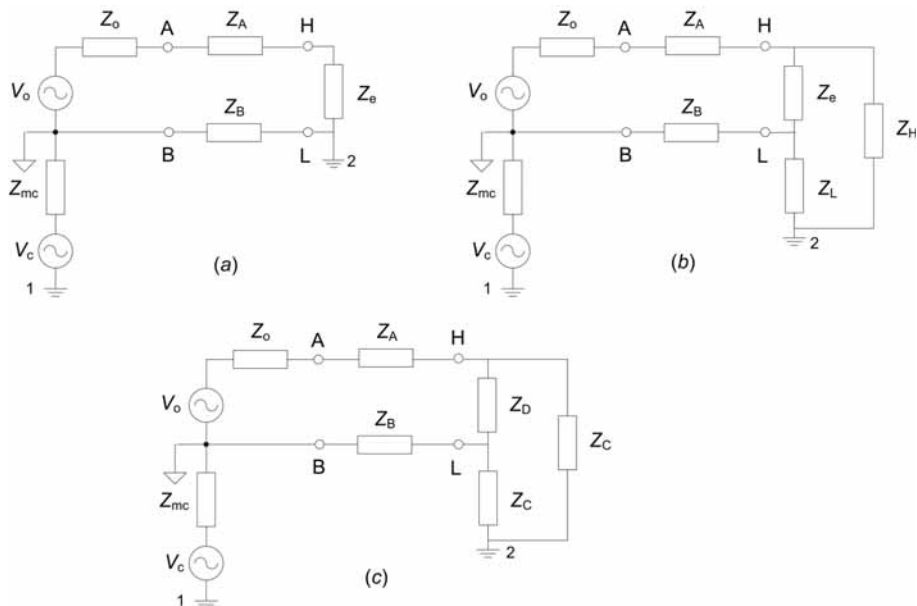 Zo A ZA H
Vo Ze
ZB
B L 2
Zmc
Vc
1
(a)
Zo A ZA H
Vo Ze ZH
ZB
B L
Zmc ZL
Vc 2
1
(b)
Zo A ZA H
Vo ZD ZC
ZB
B L
Zmc ZC
Vc 2
1
(c)